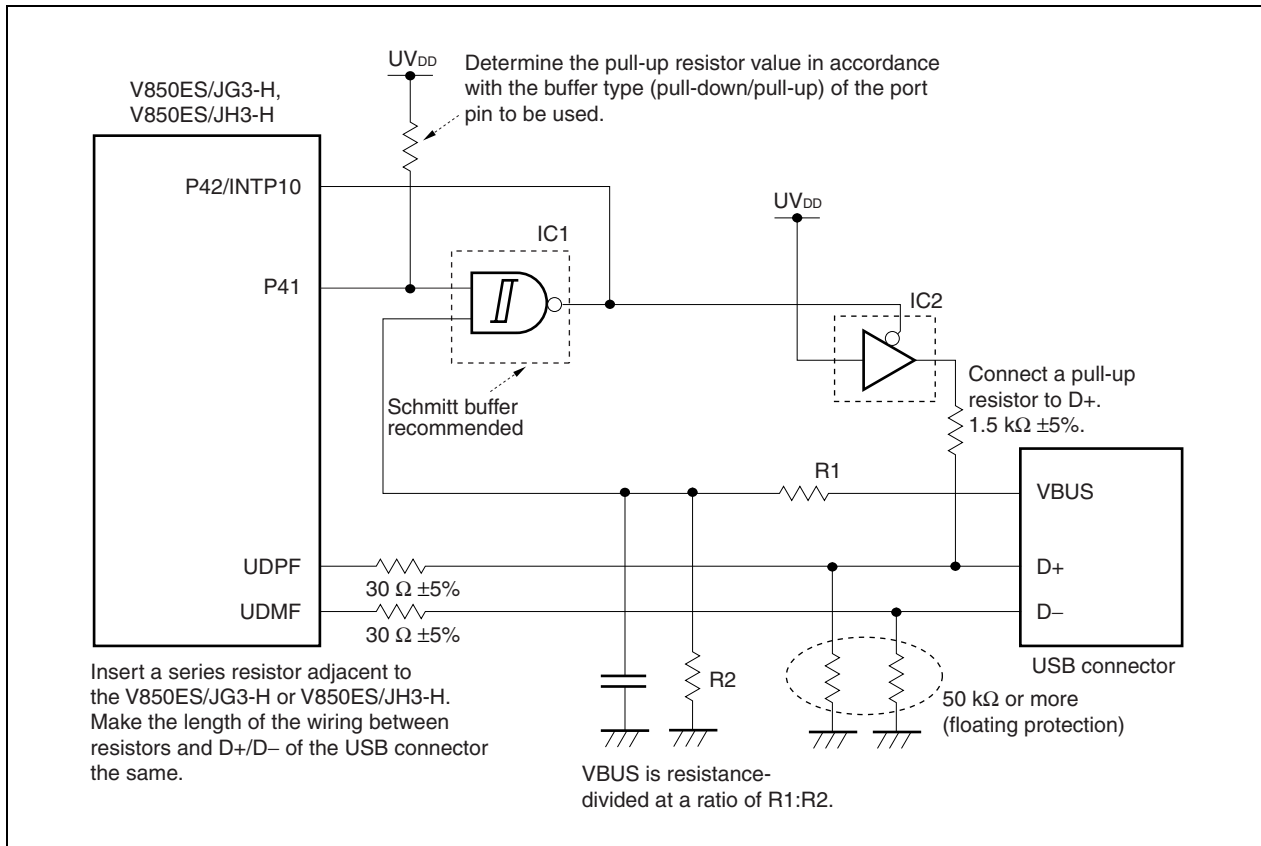 UVDD
Determine the pull-up resistor value in accordance
with the buffer type (pull-down/pull-up) of the port
pin to be used.
V850ES/JG3-H,
V850ES/JH3-H
P42/INTP10
UVDD
IC1
P41
IC2
Schmitt buffer
recommended
Connect a pull-up
resistor to D+.
1.5 kΩ ±5%.
R1
VBUS
UDPF
30 Ω ±5%
D+
UDMF
30 Ω ±5%
D−
USB connector
Insert a series resistor adjacent to
the V850ES/JG3-H or V850ES/JH3-H.
Make the length of the wiring between
resistors and D+/D− of the USB connector
the same.
R2
50 kΩ or more
(floating protection)
VBUS is resistance-
divided at a ratio of R1:R2.